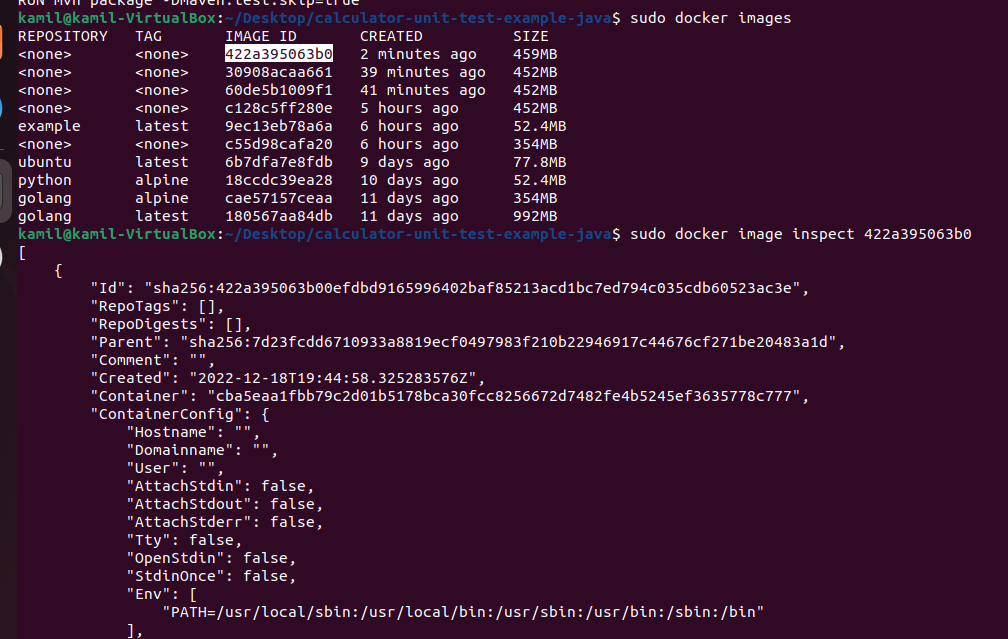 RUN mvn package -Dmaven.test.skip=true
kamil@kamil-VirtualBox:~/Desktop/calculator-unit-test-example-java$ sudo docker images
REPOSITORY   TAG       IMAGE ID       CREATED          SIZE
<none>       <none>    422a395063b0   2 minutes ago    459MB
<none>       <none>    30908acaa661   39 minutes ago   452MB
<none>       <none>    60de5b1009f1   41 minutes ago   452MB
<none>       <none>    c128c5ff280e   5 hours ago      452MB
example      latest    9ec13eb78a6a   6 hours ago      52.4MB
<none>       <none>    c55d98cafa20   6 hours ago      354MB
ubuntu       latest    6b7dfa7e8fdb   9 days ago       77.8MB
python       alpine    18ccdc39ea28   10 days ago      52.4MB
golang       alpine    cae57157ceaa   11 days ago      354MB
golang       latest    180567aa84db   11 days ago      992MB
kamil@kamil-VirtualBox:~/Desktop/calculator-unit-test-example-java$ sudo docker image inspect 422a395063b0
[
    {
        "Id": "sha256:422a395063b00efdbd9165996402baf85213acd1bc7ed794c035cdb60523ac3e",
        "RepoTags": [],
        "RepoDigests": [],
        "Parent": "sha256:7d23fcdd6710933a8819ecf0497983f210b22946917c44676cf271be20483a1d",
        "Comment": "",
        "Created": "2022-12-18T19:44:58.325283576Z",
        "Container": "cba5eaa1fbb79c2d01b5178bca30fcc8256672d7482fe4b5245ef3635778c777",
        "ContainerConfig": {
            "Hostname": "",
            "Domainname": "",
            "User": "",
            "AttachStdin": false,
            "AttachStdout": false,
            "AttachStderr": false,
            "Tty": false,
            "OpenStdin": false,
            "StdinOnce": false,
            "Env": [
                "PATH=/usr/local/sbin:/usr/local/bin:/usr/sbin:/usr/bin:/sbin:/bin"
            ],